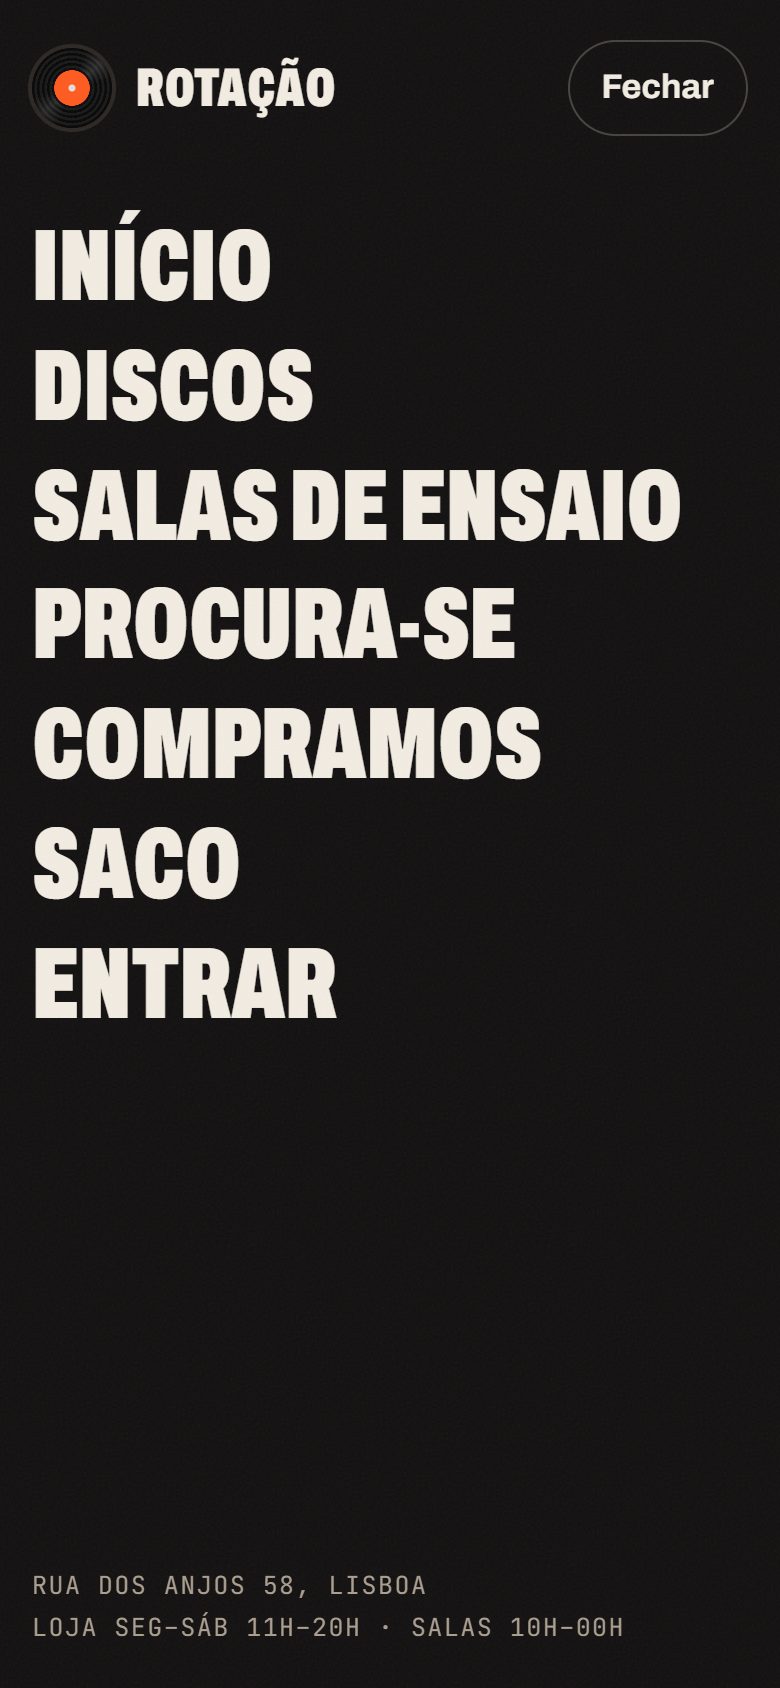 ROTAÇÃO
Fechar
INÍCIO
DISCOS
SALAS DE ENSAIO
PROCURA-SE
COMPRAMOS
SACO
ENTRAR
RUA DOS ANJOS 58, LISBOA
LOJA SEG–SÁB 11H–20H · SALAS 10H–00H